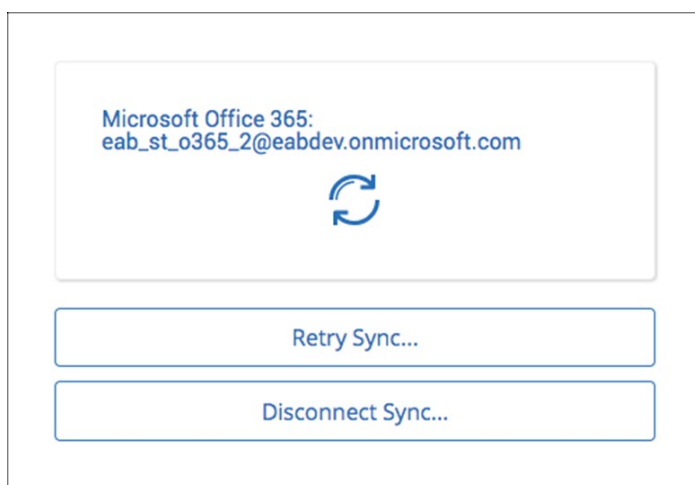 Microsoft Office 365:
eab_st_o365_2@eabdev.onmicrosoft.com
Retry Sync...
Disconnect Sync...